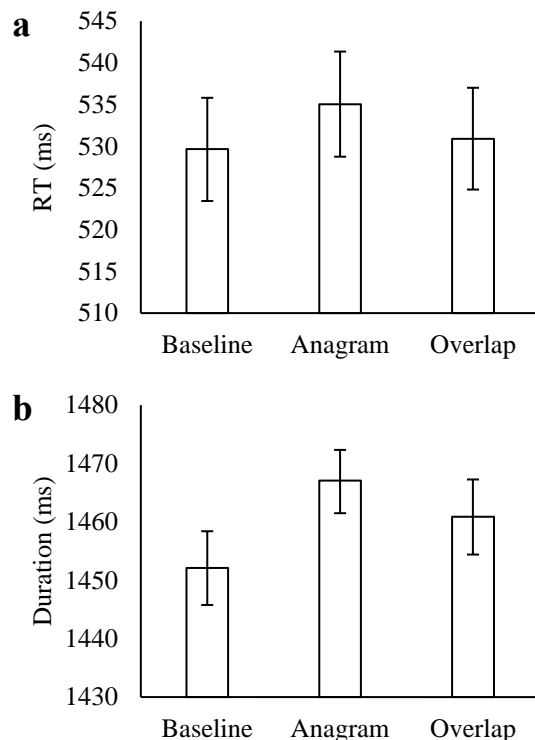 a
RT (ms)
545
540
535
530
525
520
515
510
Baseline Anagram Overlap
b
Duration (ms)
1480
1470
1460
1450
1440
1430
Baseline Anagram Overlap